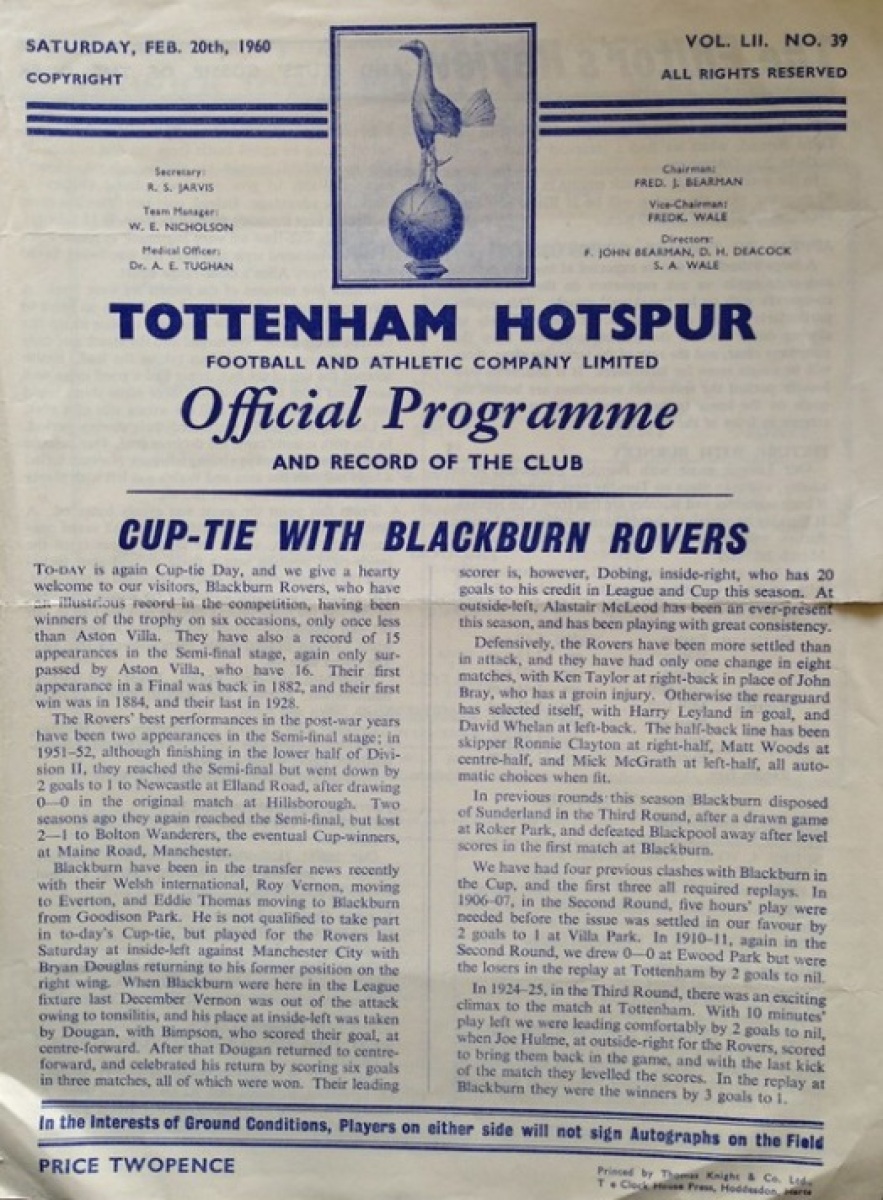 SATURDAY, FEB. 20th, 1960
COPYRIGHT
VOL. LII. NO. 39
ALL RIGHTS RESERVED
Secretary:
R. S. JARVIS
Team Manager:
W. E. NICHOLSON
Medical Officer:
Dr. A. E. TUGHAN
Chairman:
FRED. J. BEARMAN
Vice-Chairman:
FREDK. WALE
Directors:
F. JOHN BEARMAN, D. H. DEACOCK
S. A. WALE
TOTTENHAM HOTSPUR
FOOTBALL AND ATHLETIC COMPANY LIMITED
Official Programme
AND RECORD OF THE CLUB
CUP-TIE WITH BLACKBURN ROVERS
TO-DAY is again Cup-tie Day, and we give a hearty
welcome to our visitors, Blackburn Rovers, who have
an illustrious record in the competition, having been
winners of the trophy on six occasions, only once less
than Aston Villa. They have also a record of 15
appearances in the Semi-final stage, again only sur-
passed by Aston Villa, who have 16. Their first
appearance in a Final was back in 1882, and their first
win was in 1884, and their last in 1928.
The Rovers' best performances in the post-war years
have been two appearances in the Semi-final stage; in
1951-52, although finishing in the lower half of Divi-
sion II, they reached the Semi-final but went down by
2 goals to 1 to Newcastle at Elland Road, after drawing
0—0 in the original match at Hillsborough. Two
seasons ago they again reached the Semi-final, but lost
2—1 to Bolton Wanderers, the eventual Cup-winners,
at Maine Road, Manchester.
Blackburn have been in the transfer news recently
with their Welsh international, Roy Vernon, moving
to Everton, and Eddie Thomas moving to Blackburn
from Goodison Park. He is not qualified to take part
in to-day's Cup-tie, but played for the Rovers last
Saturday at inside-left against Manchester City with
Bryan Douglas returning to his former position on the
right wing. When Blackburn were here in the League
fixture last December Vernon was out of the attack
owing to tonsilitis, and his place at inside-left was taken
by Dougan, with Bimpson, who scored their goal, at
centre-forward. After that Dougan returned to centre-
forward, and celebrated his return by scoring six goals
in three matches, all of which were won. Their leading
scorer is, however, Dobing, inside-right, who has 20
goals to his credit in League and Cup this season. At
outside-left, Alastair McLeod has been an ever-present
this season, and has been playing with great consistency.
Defensively, the Rovers have been more settled than
in attack, and they have had only one change in eight
matches, with Ken Taylor at right-back in place of John
Bray, who has a groin injury. Otherwise the rearguard
has selected itself, with Harry Leyland in goal, and
David Whelan at left-back. The half-back line has been
skipper Ronnie Clayton at right-half, Matt Woods at
centre-half, and Mick McGrath at left-half, all auto-
matic choices when fit.
In previous rounds this season Blackburn disposed
of Sunderland in the Third Round, after a drawn game
at Roker Park, and defeated Blackpool away after level
scores in the first match at Blackburn.
We have had four previous clashes with Blackburn in
the Cup, and the first three all required replays. In
1906-07, in the Second Round, five hours' play were
needed before the issue was settled in our favour by
2 goals to 1 at Villa Park. In 1910-11, again in the
Second Round, we drew 0—0 at Ewood Park but were
the losers in the replay at Tottenham by 2 goals to nil.
In 1924-25, in the Third Round, there was an exciting
climax to the match at Tottenham. With 10 minutes'
play left we were leading comfortably by 2 goals to nil,
when Joe Hulme, at outside-right for the Rovers, scored
to bring them back in the game, and with the last kick
of the match they levelled the scores. In the replay at
Blackburn they were the winners by 3 goals to 1.
In the Interests of Ground Conditions, Players on either side will not sign Autographs on the Field
PRICE TWOPENCE
Printed by Thomas Knight & Co. Ltd.,
T e Clock House Press, Hoddesdon, Herts